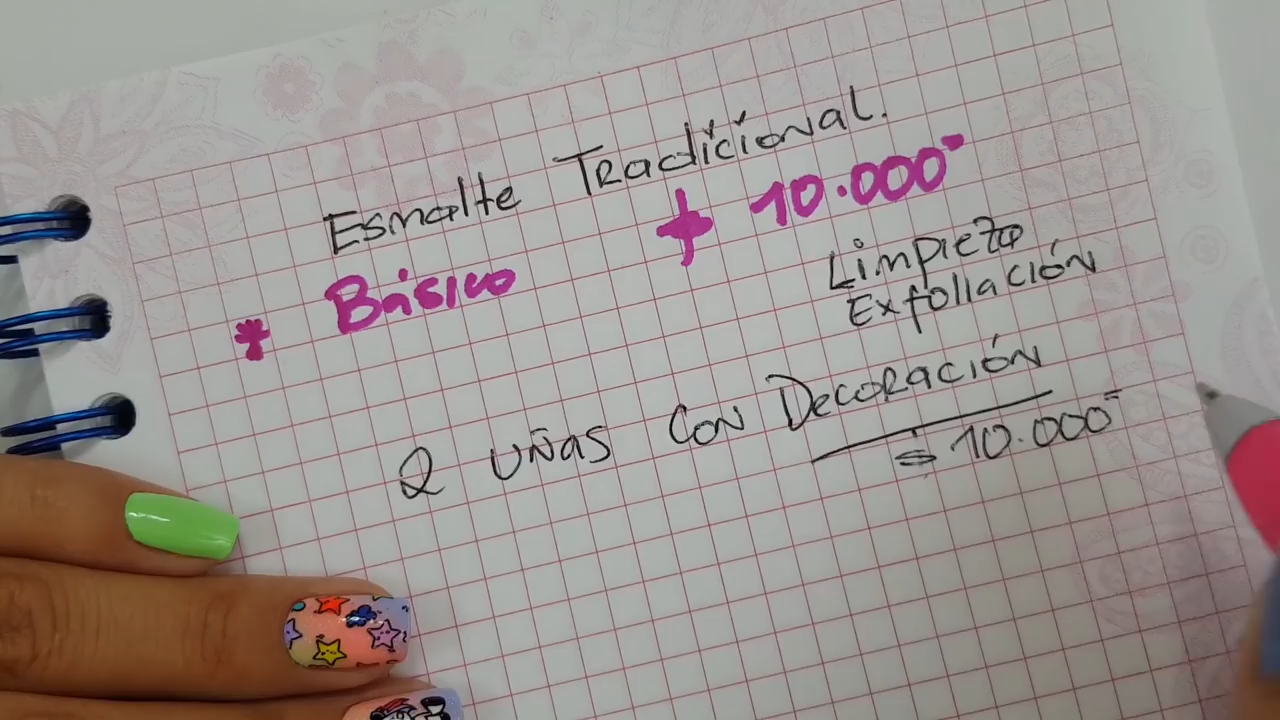 Esmalte Tradicional.
* Básico + 10.000-
Limpieza
Exfoliación
2 uñas con Decoración
$ 10.000-